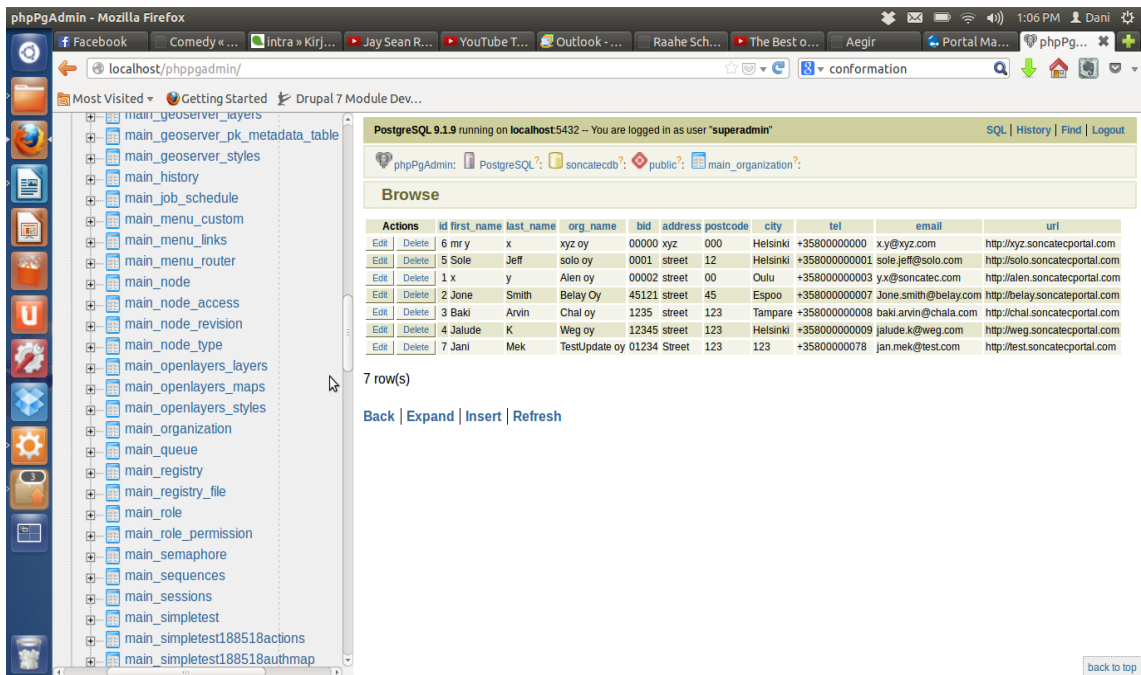 phpPgAdmin - Mozilla Firefox
1:06 PM Dani
Facebook Comedy «... intra » Kirj... Jay Sean R... YouTube T... Outlook - ... Raahe Sch... The Best o... Aegir Portal Ma... phpPg...
localhost/phppgadmin/ conformation
Most Visited Getting Started Drupal 7 Module Dev...
main_geoserver_layers
main_geoserver_pk_metadata_table
main_geoserver_styles
main_history
main_job_schedule
main_menu_custom
main_menu_links
main_menu_router
main_node
main_node_access
main_node_revision
main_node_type
main_openlayers_layers
main_openlayers_maps
main_openlayers_styles
main_organization
main_queue
main_registry
main_registry_file
main_role
main_role_permission
main_semaphore
main_sequences
main_sessions
main_simpletest
main_simpletest188518actions
main_simpletest188518authmap
3
PostgreSQL 9.1.9 running on localhost:5432 -- You are logged in as user "superadmin" SQL | History | Find | Logout
phpPgAdmin: PostgreSQL?: soncatecdb?: public?: main_organization?:
Browse
Actions id first_name last_name org_name bid address postcode city tel email url
Edit Delete 6 mr y x xyz oy 00000 xyz 000 Helsinki +35800000000 x.y@xyz.com http://xyz.soncatecportal.com
Edit Delete 5 Sole Jeff solo oy 0001 street 12 Helsinki +358000000001 sole.jeff@solo.com http://solo.soncatecportal.com
Edit Delete 1 x y Alen oy 00002 street 00 Oulu +358000000003 y.x@soncatec.com http://alen.soncatecportal.com
Edit Delete 2 Jone Smith Belay Oy 45121 street 45 Espoo +358000000007 Jone.smith@belay.com http://belay.soncateportal.com
Edit Delete 3 Baki Arvin Chal oy 1235 street 123 Tampare +358000000008 baki.arvin@chala.com http://chal.soncatecportal.com
Edit Delete 4 Jalude K Weg oy 12345 street 123 Helsinki +358000000009 jalude.k@weg.com http://weg.soncatecportal.com
Edit Delete 7 Jani Mek TestUpdate oy 01234 Street 123 123 +35800000078 jan.mek@test.com http://test.soncatecportal.com
7 row(s)
Back | Expand | Insert | Refresh
back to top